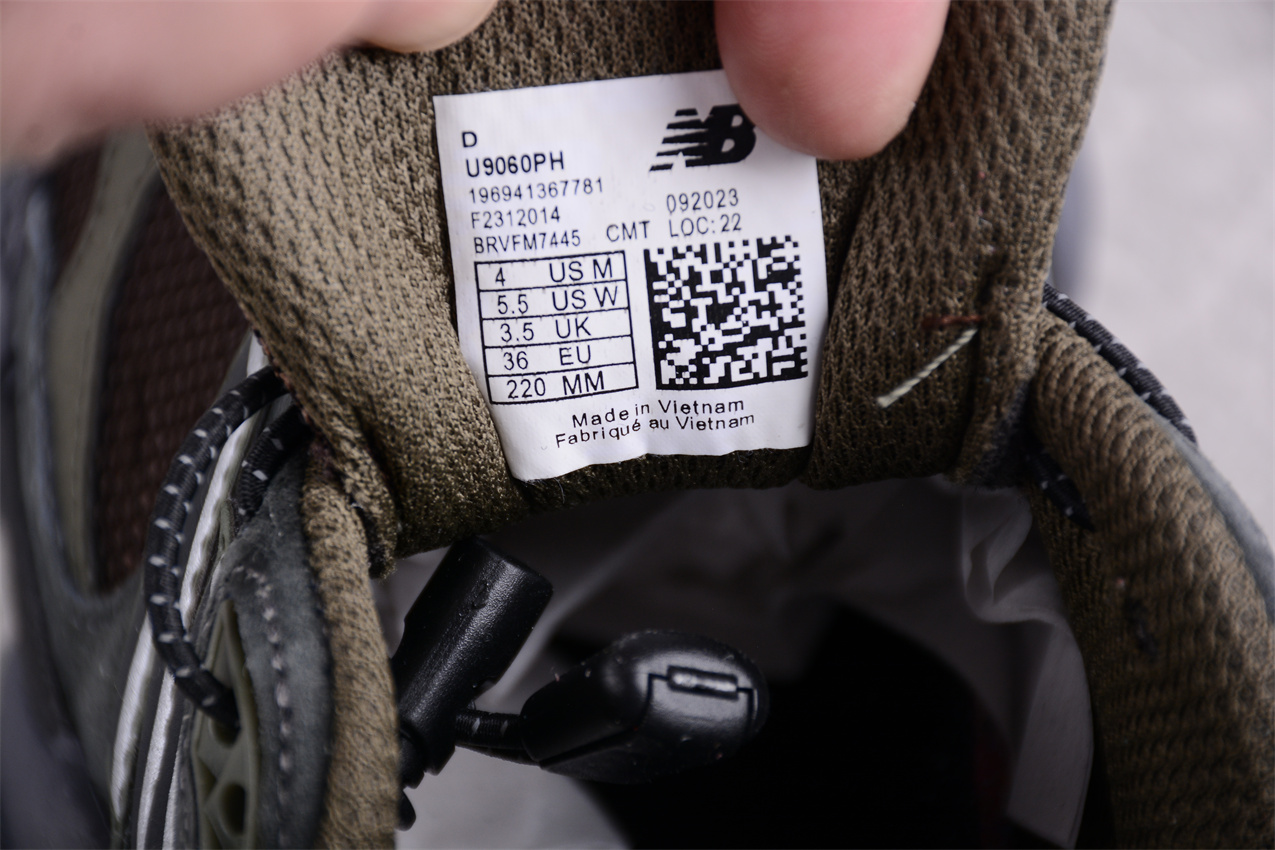 D
NB
U9060PH
196941367781
F2312014
092023
BRVFM7445 CMT LOC:22
4 US M
5.5 US W
3.5 UK
36 EU
220 MM
Made in Vietnam
Fabriqué au Vietnam